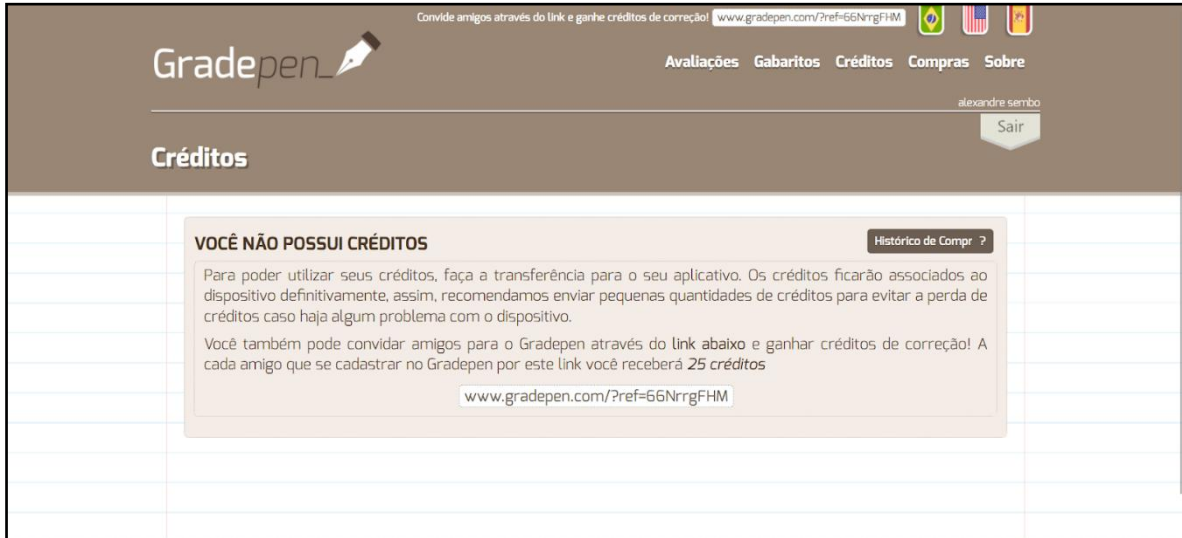 Convide amigos através do link e ganhe créditos de correção! www.gradepen.com/?ref=66NrrgFHM
Gradepen_
Avaliações Gabaritos Créditos Compras Sobre
alexandre sembo
Sair
Créditos
VOCÊ NÃO POSSUI CRÉDITOS
Histórico de Compr ?
Para poder utilizar seus créditos, faça a transferência para o seu aplicativo. Os créditos ficarão associados ao
dispositivo definitivamente, assim, recomendamos enviar pequenas quantidades de créditos para evitar a perda de
créditos caso haja algum problema com o dispositivo.
Você também pode convidar amigos para o Gradepen através do link abaixo e ganhar créditos de correção! A
cada amigo que se cadastrar no Gradepen por este link você receberá 25 créditos
www.gradepen.com/?ref=66NrrgFHM